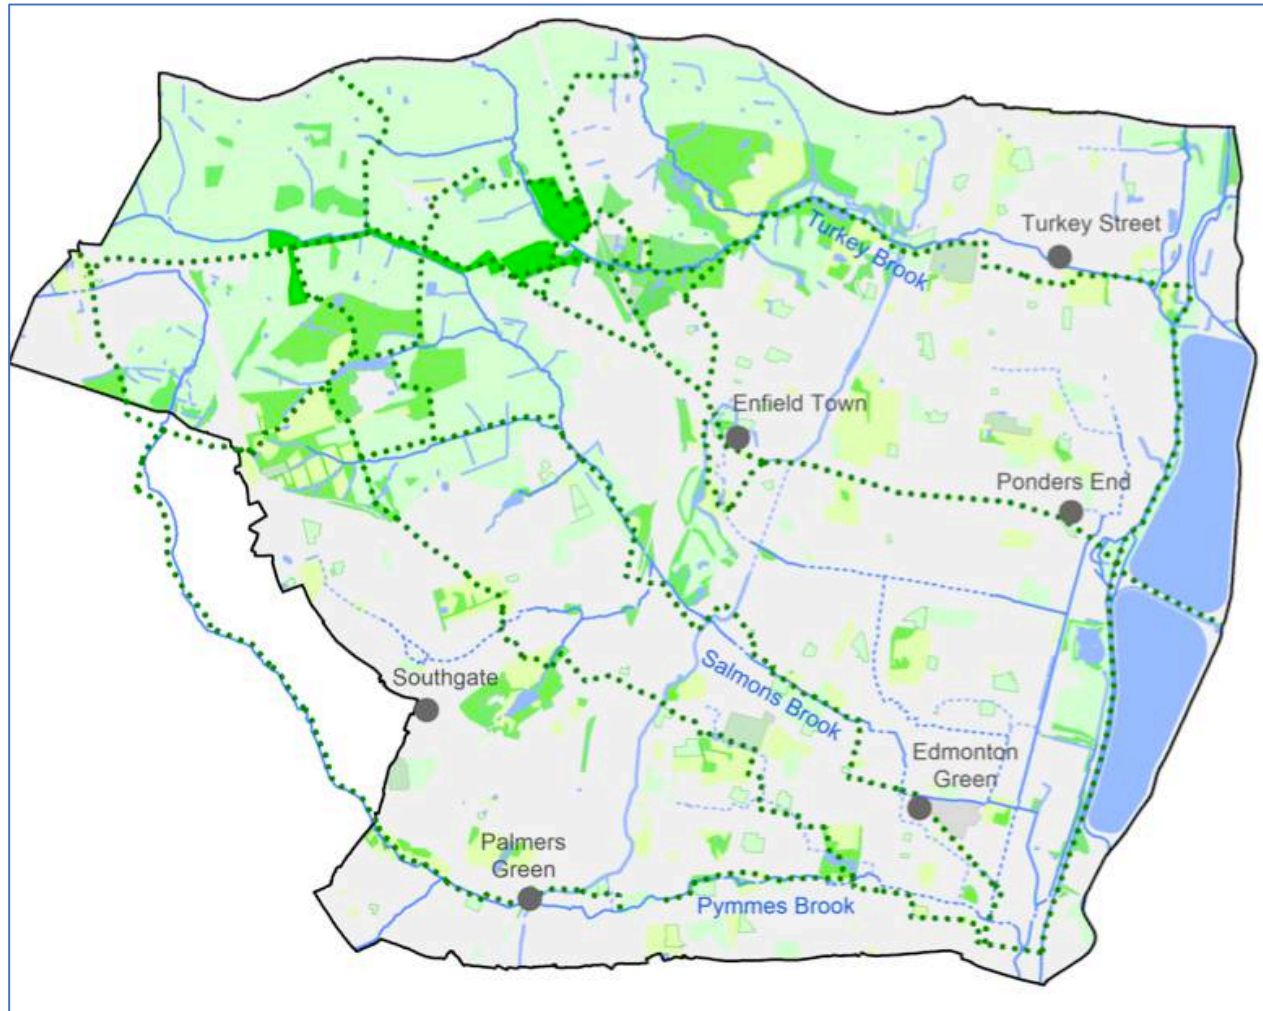 Turkey Street
Turkey Brook
Enfield Town
Ponders End
Salmons Brook
Southgate
Edmonton
Green
Palmers
Green
Pymmes Brook